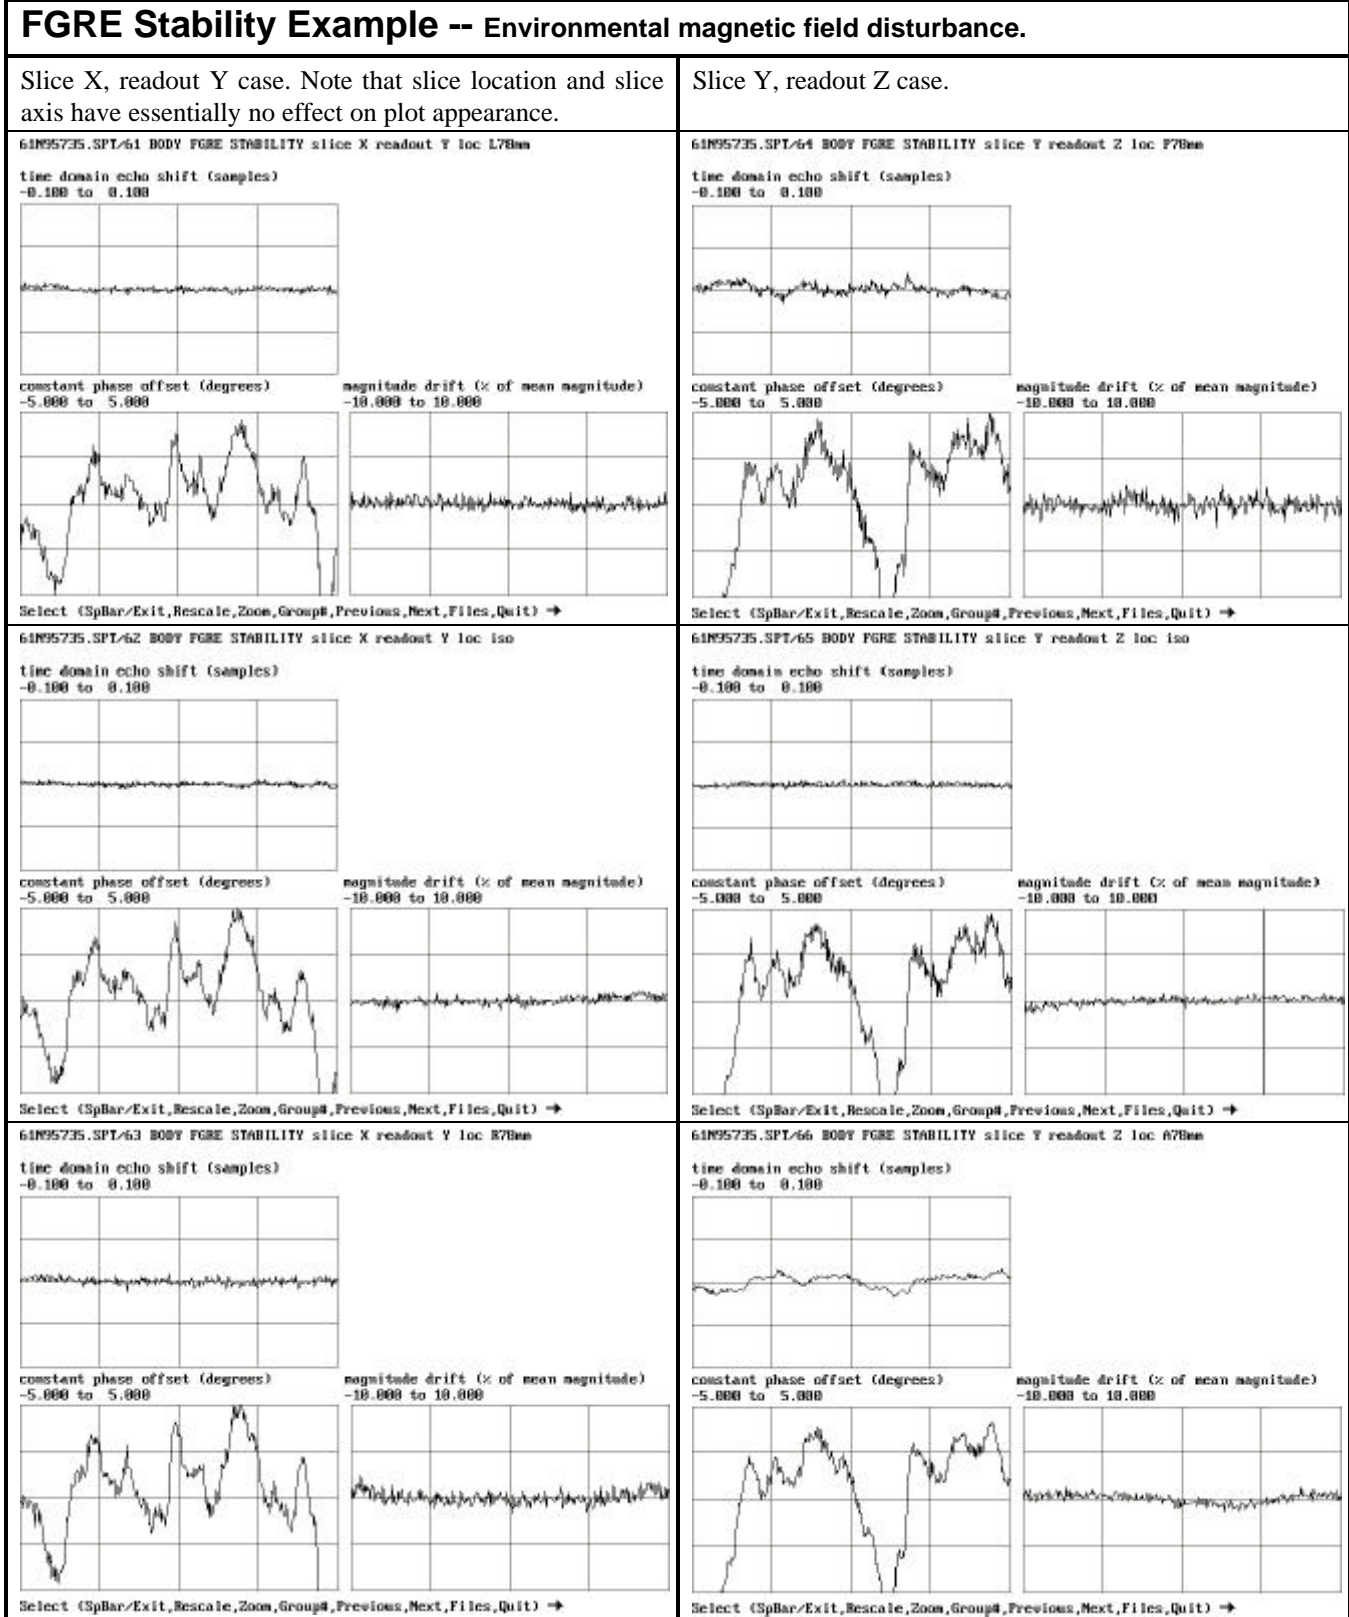 FGRE Stability Example -- Environmental magnetic field disturbance.
Slice X, readout Y case. Note that slice location and slice
axis have essentially no effect on plot appearance.
Slice Y, readout Z case.
61N95735.SPT/61 BODY FGRE STABILITY slice X readout Y loc L78mm
time domain echo shift (samples)
-0.100 to 0.100
constant phase offset (degrees)
-5.000 to 5.000
magnitude drift (% of mean magnitude)
-10.000 to 10.000
Select (SpBar/Exit,Rescale,Zoom,Group#,Previous,Next,Files,Quit) →
61N95735.SPT/64 BODY FGRE STABILITY slice Y readout Z loc P78mm
time domain echo shift (samples)
-0.100 to 0.100
constant phase offset (degrees)
-5.000 to 5.000
magnitude drift (% of mean magnitude)
-10.000 to 10.000
Select (SpBar/Exit,Rescale,Zoom,Group#,Previous,Next,Files,Quit) →
61N95735.SPT/62 BODY FGRE STABILITY slice X readout Y loc iso
time domain echo shift (samples)
-0.100 to 0.100
constant phase offset (degrees)
-5.000 to 5.000
magnitude drift (% of mean magnitude)
-10.000 to 10.000
Select (SpBar/Exit,Rescale,Zoom,Group#,Previous,Next,Files,Quit) →
61N95735.SPT/65 BODY FGRE STABILITY slice Y readout Z loc iso
time domain echo shift (samples)
-0.100 to 0.100
constant phase offset (degrees)
-5.000 to 5.000
magnitude drift (% of mean magnitude)
-10.000 to 10.000
Select (SpBar/Exit,Rescale,Zoom,Group#,Previous,Next,Files,Quit) →
61N95735.SPT/63 BODY FGRE STABILITY slice X readout Y loc R78mm
time domain echo shift (samples)
-0.100 to 0.100
constant phase offset (degrees)
-5.000 to 5.000
magnitude drift (% of mean magnitude)
-10.000 to 10.000
Select (SpBar/Exit,Rescale,Zoom,Group#,Previous,Next,Files,Quit) →
61N95735.SPT/66 BODY FGRE STABILITY slice Y readout Z loc A78mm
time domain echo shift (samples)
-0.100 to 0.100
constant phase offset (degrees)
-5.000 to 5.000
magnitude drift (% of mean magnitude)
-10.000 to 10.000
Select (SpBar/Exit,Rescale,Zoom,Group#,Previous,Next,Files,Quit) →